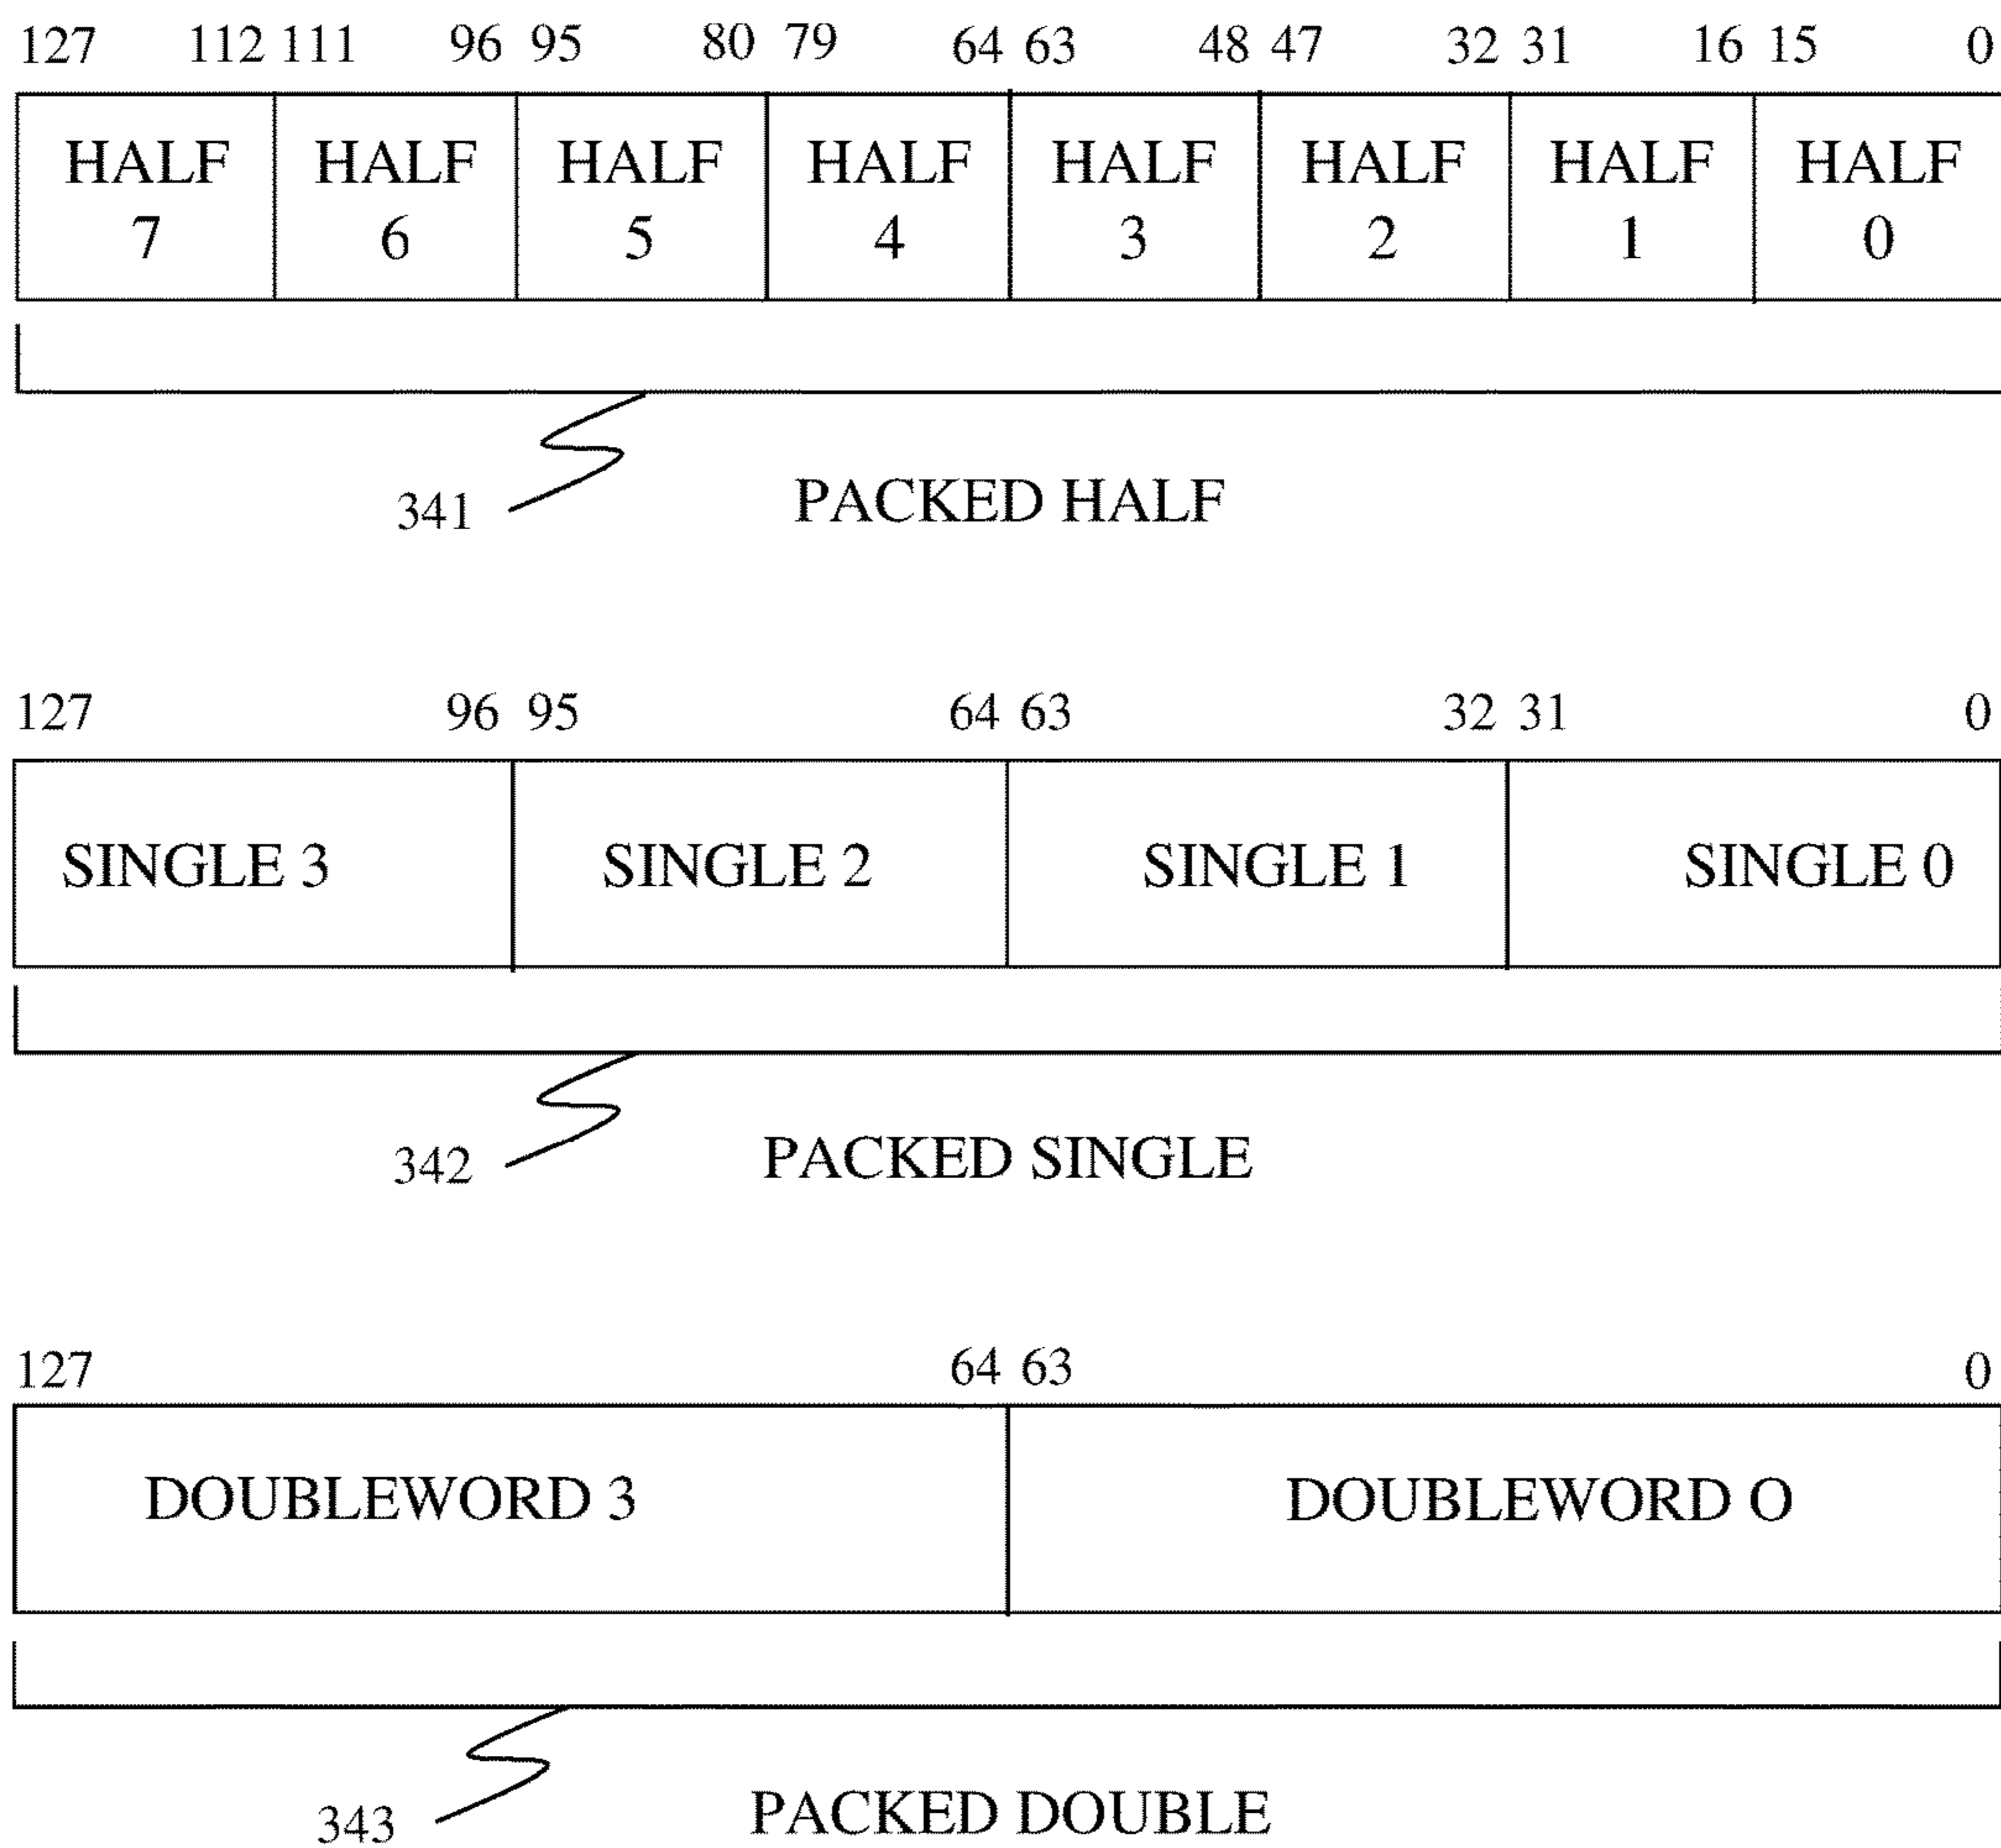 127 112 111 96 95 80 79 64 63 48 47 32 31 16 15 0
HALF HALF HALF HALF HALF HALF HALF HALF
7 6 5 4 3 2 1 0
341 PACKED HALF
127 96 95 64 63 32 31 0
SINGLE 3 SINGLE 2 SINGLE 1 SINGLE 0
342 PACKED SINGLE
127 64 63 0
DOUBLEWORD 3 DOUBLEWORD O
343 PACKED DOUBLE